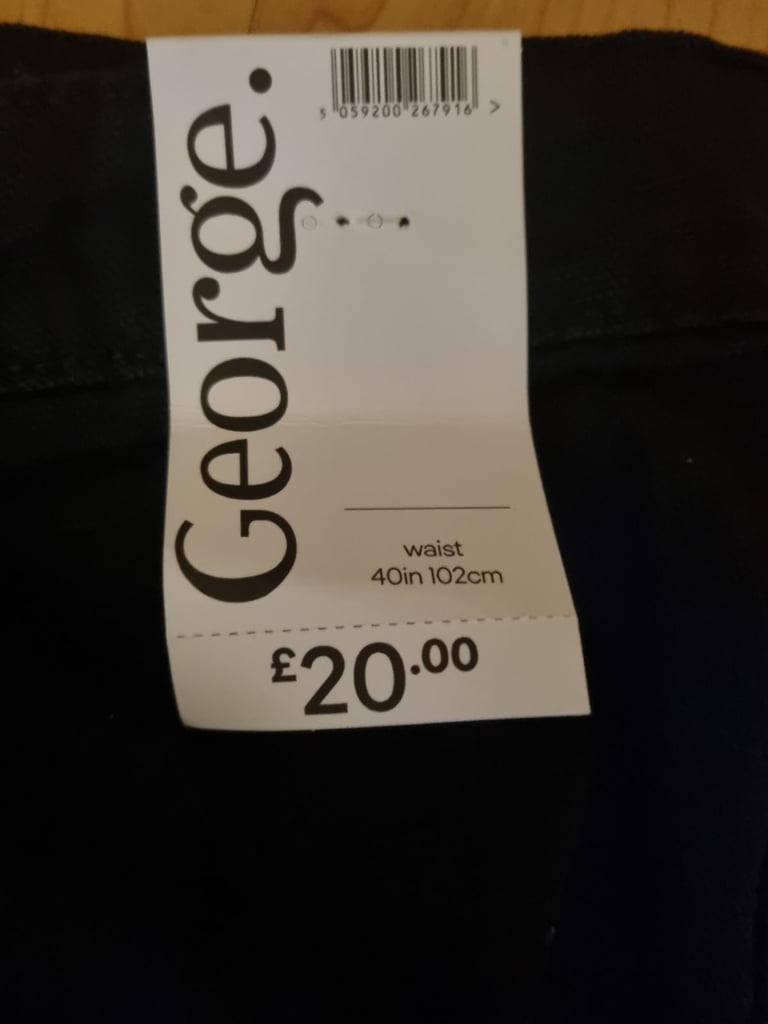 George.
5 059200 267916 >
waist
40in 102cm
£20.00